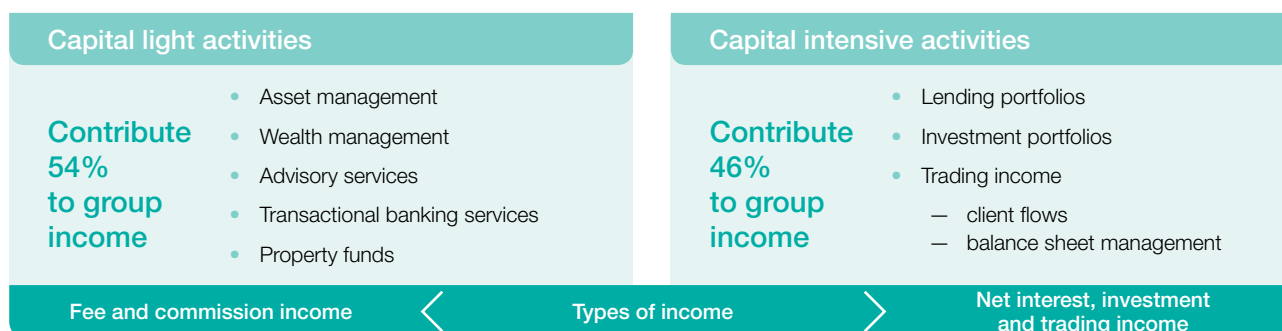 Capital light activities
Contribute
54%
to group
income
• Asset management
• Wealth management
• Advisory services
• Transactional banking services
• Property funds
Capital intensive activities
Contribute
46%
to group
income
• Lending portfolios
• Investment portfolios
• Trading income
— client flows
— balance sheet management
Fee and commission income
Types of income
Net interest, investment
and trading income